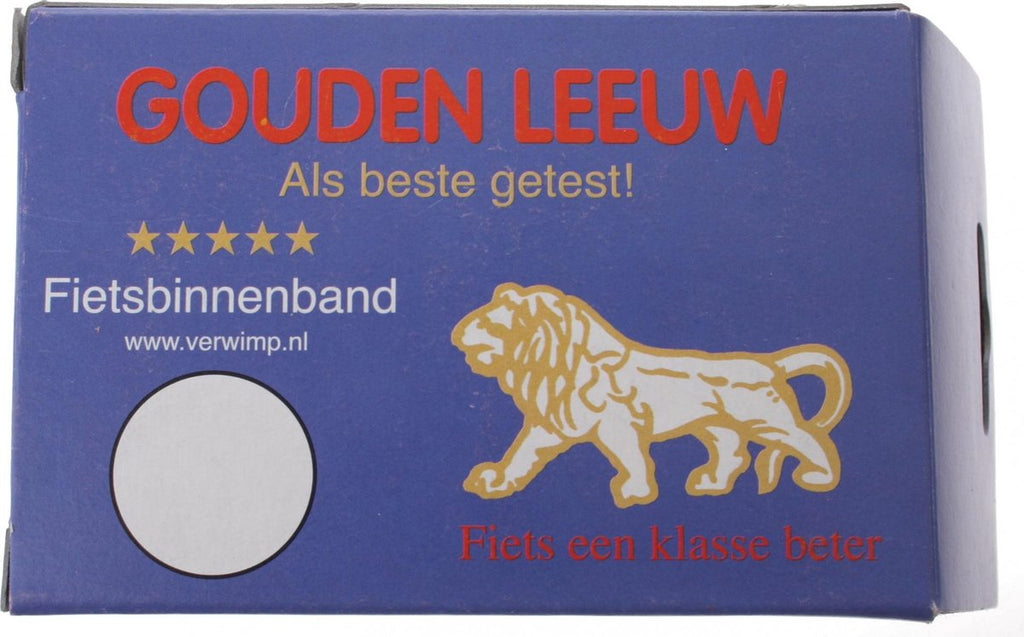 GOUDEN LEEUW
Als beste getest!
Fietsbinnenband
www.verwimp.nl
Fiets een klasse beter